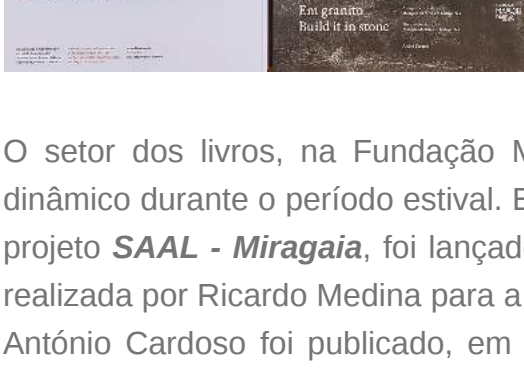 Em granito
Build it in stone
O setor dos livros, na Fundação M
dinâmico durante o período estival. E
projeto SAAL - Miragaia, foi lançad
realizada por Ricardo Medina para a
António Cardoso foi publicado, em